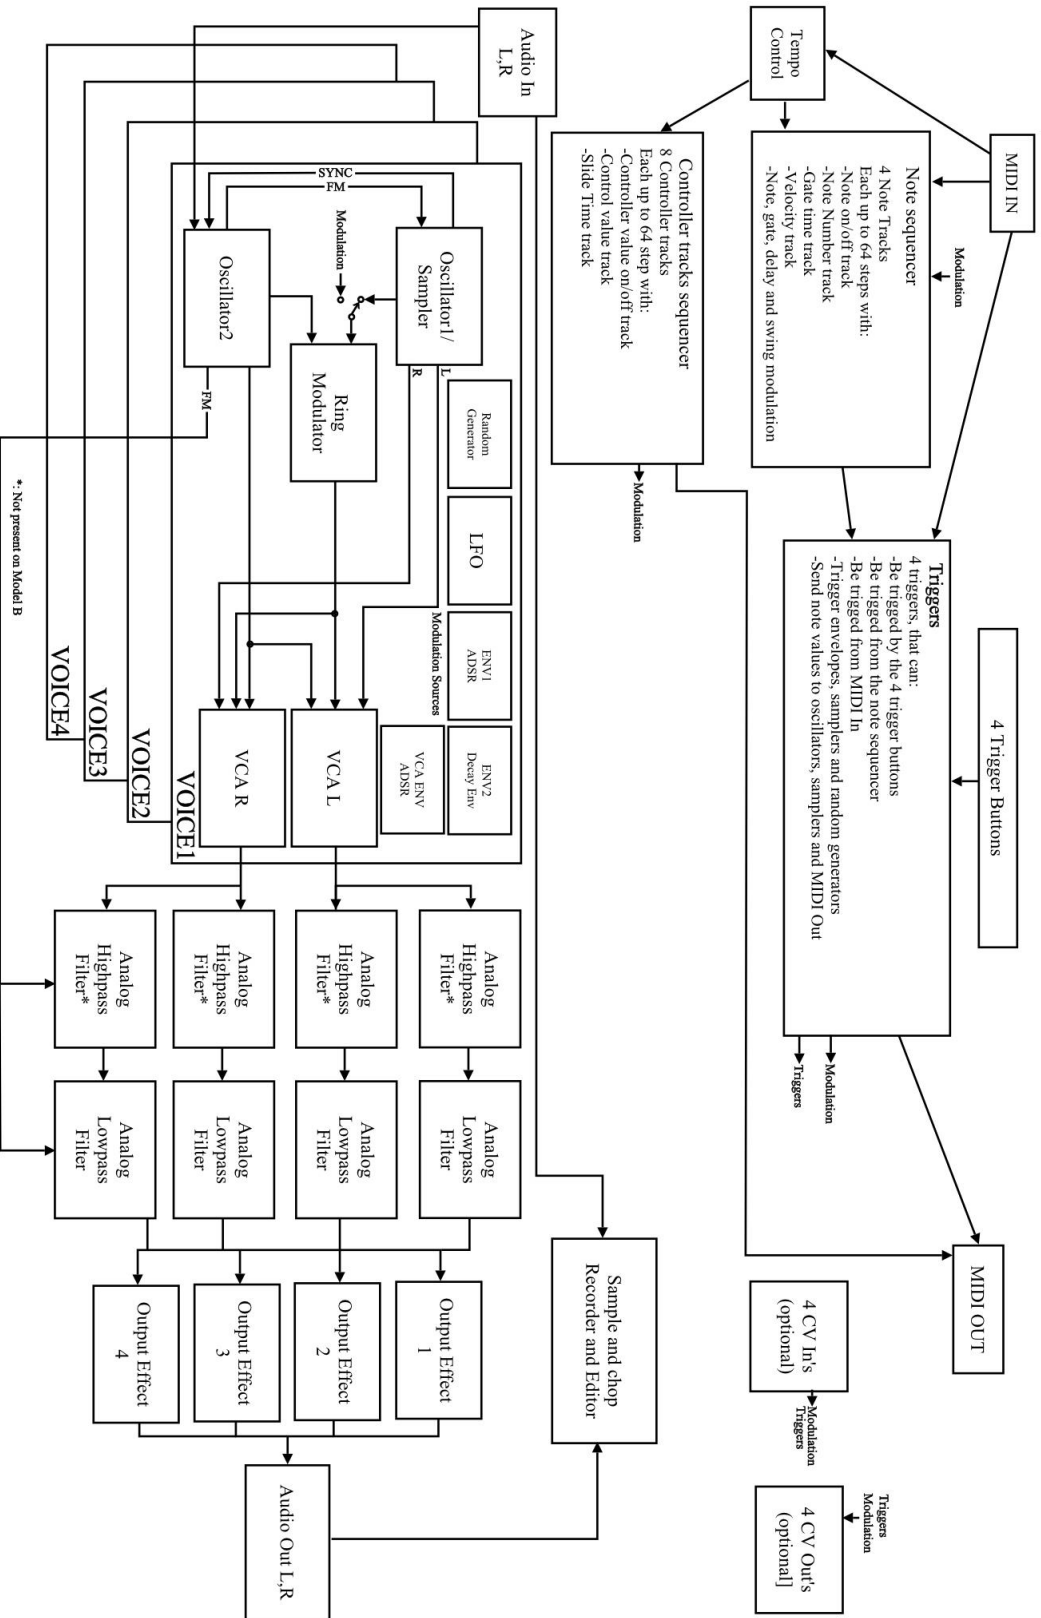 MIDI IN
4 Trigger Buttons
MIDI OUT
4 CV In's
(optional)
Modulation
Triggers
4 CV Out's
(optional]
Triggers
Modulation
Tempo
Control
Note sequencer
4 Note Tracks
Each up to 64 steps with:
-Note on/off track
-Note Number track
-Gate time track
-Velocity track
-Note, gate, delay and swing modulation
Modulation
Triggers
4 triggers, that can:
-Be trigged by the 4 trigger buttons
-Be trigged from the note sequencer
-Be trigged from MIDI In
-Trigger envelopes, samplers and random generators
-Send note values to oscillators, samplers and MIDI Out
Modulation
Triggers
Controller tracks sequencer
8 Controller tracks
Each up to 64 step with:
-Controller value on/off track
-Control value track
-Slide Time track
Modulation
Sample and chop
Recorder and Editor
Audio In
L,R
Random
Generator
LFO
ENV1
ADSR
ENV2
Decay Env
Modulation Sources
VCA ENV
ADSR
Oscillator1/
Sampler
L
R
SYNC
FM
Modulation
Ring
Modulator
Oscillator2
FM
VCA L
VCA R
VOICE1
VOICE2
VOICE3
VOICE4
Analog
Highpass
Filter*
Analog
Lowpass
Filter
Analog
Highpass
Filter*
Analog
Lowpass
Filter
Analog
Highpass
Filter*
Analog
Lowpass
Filter
Analog
Highpass
Filter*
Analog
Lowpass
Filter
Output Effect
1
Output Effect
2
Output Effect
3
Output Effect
4
Audio Out L,R
*: Not present on Model B